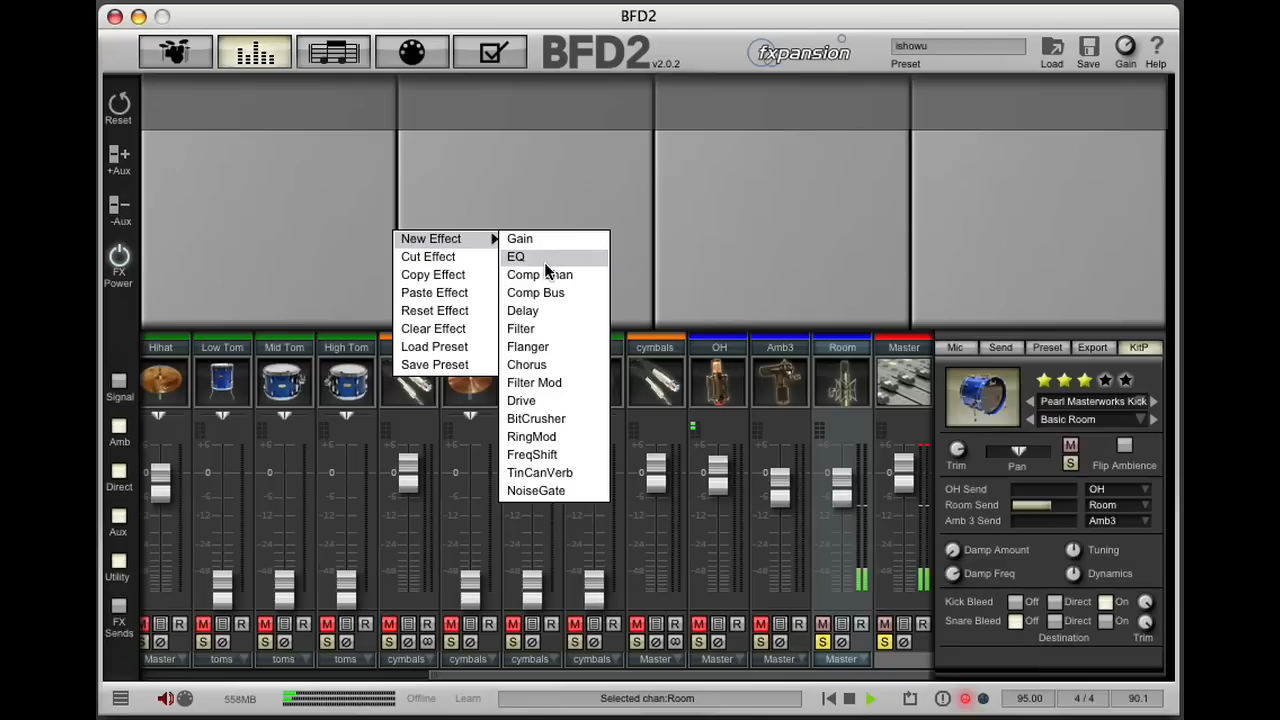 BFD2
BFD2 v2.0.2
fxpansion
ishowu
Preset
Load
Save
Gain
Help
Reset
+Aux
-Aux
FX
Power
New Effect
Cut Effect
Copy Effect
Paste Effect
Reset Effect
Clear Effect
Load Preset
Save Preset
Gain
EQ
Comp Chan
Comp Bus
Delay
Filter
Flanger
Chorus
Filter Mod
Drive
BitCrusher
RingMod
FreqShift
TinCanVerb
NoiseGate
Hihat Low Tom Mid Tom High Tom cymbals OH Amb3 Room Master
Mic Send Preset Export KitP
Signal
Amb
Direct
Aux
Utility
FX
Sends
Pearl Masterworks Kick
Basic Room
Trim Pan M S Flip Ambience
OH Send OH
Room Send Room
Amb 3 Send Amb3
Damp Amount Tuning
Damp Freq Dynamics
Kick Bleed Off Direct On
Snare Bleed Off Direct On
Destination Trim
Master toms toms toms cymbals cymbals cymbals cymbals Master Master Master Master
558MB Offline Learn Selected chan:Room 95.00 4 / 4 90.1